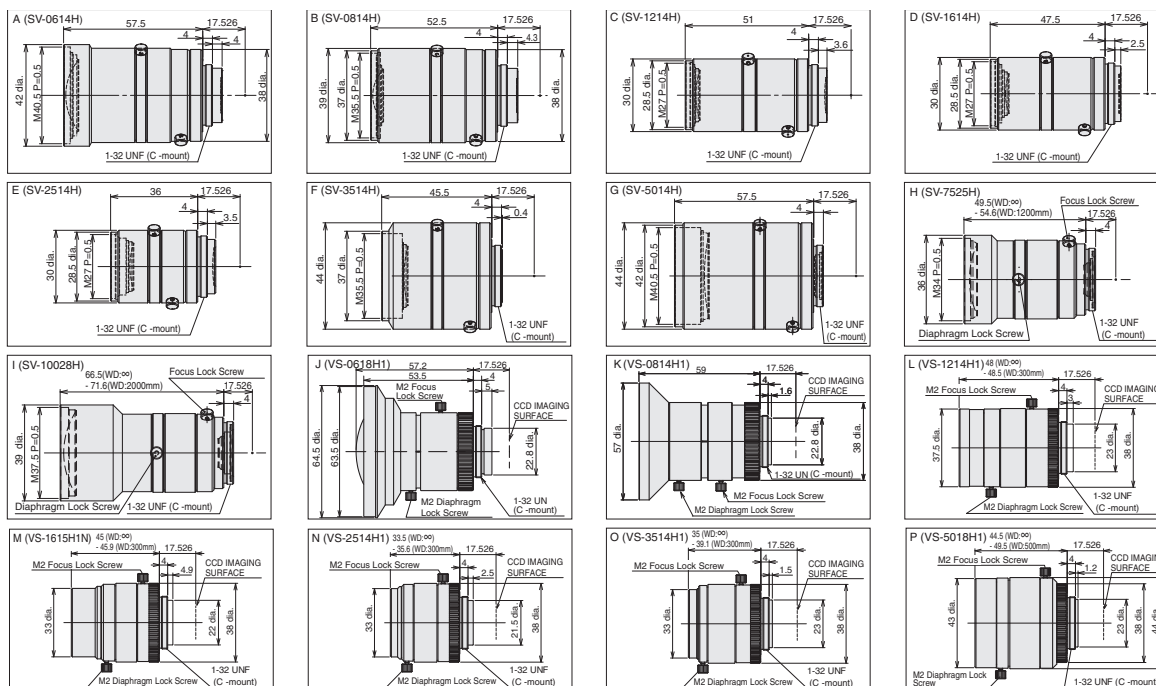 A (SV-0614H)
57.5
17.526
4
4
42 dia.
M40.5 P=0.5
38 dia.
1-32 UNF (C -mount)
B (SV-0814H)
52.5
17.526
4
4.3
39 dia.
37 dia.
M35.5 P=0.5
38 dia.
1-32 UNF (C -mount)
C (SV-1214H)
51
17.526
4
3.6
30 dia.
28.5 dia.
M27 P=0.5
1-32 UNF (C -mount)
D (SV-1614H)
47.5
17.526
4
2.5
30 dia.
28.5 dia.
M27 P=0.5
1-32 UNF (C -mount)
E (SV-2514H)
36
17.526
4
3.5
30 dia.
28.5 dia.
M27 P=0.5
1-32 UNF (C -mount)
F (SV-3514H)
45.5
17.526
4
0.4
44 dia.
37 dia.
M35.5 P=0.5
1-32 UNF
(C -mount)
G (SV-5014H)
57.5
17.526
4
44 dia.
42 dia.
M40.5 P=0.5
1-32 UNF
(C -mount)
H (SV-7525H)
49.5(WD:∞)
- 54.6(WD:1200mm)
Focus Lock Screw
17.526
4
36 dia.
M34 P=0.5
Diaphragm Lock Screw
1-32 UNF
(C -mount)
I (SV-10028H)
66.5(WD:∞)
- 71.6(WD:2000mm)
Focus Lock Screw
17.526
4
39 dia.
M37.5 P=0.5
Diaphragm Lock Screw
1-32 UNF (C -mount)
J (VS-0618H1)
57.2
17.526
53.5
4
5
M2 Focus
Lock Screw
CCD IMAGING
SURFACE
64.5 dia.
63.5 dia.
22.8 dia.
M2 Diaphragm
Lock Screw
1-32 UN
(C -mount)
K (VS-0814H1)
59
17.526
4
1.6
CCD IMAGING
SURFACE
57 dia.
22.8 dia.
38 dia.
1-32 UN (C -mount)
M2 Focus Lock Screw
M2 Diaphragm Lock Screw
L (VS-1214H1)
48 (WD:∞)
- 48.5 (WD:300mm)
17.526
M2 Focus Lock Screw
4
3
CCD IMAGING
SURFACE
37.5 dia.
23 dia.
38 dia.
1-32 UNF
(C -mount)
M2 Diaphragm Lock Screw
M (VS-1615H1N)
45 (WD:∞)
- 45.9 (WD:300mm)
17.526
M2 Focus Lock Screw
4
4.9
CCD IMAGING
SURFACE
33 dia.
22 dia.
38 dia.
1-32 UNF
(C -mount)
M2 Diaphragm Lock Screw
N (VS-2514H1)
33.5 (WD:∞)
- 35.6 (WD:300mm)
17.526
M2 Focus Lock Screw
4
2.5
CCD IMAGING
SURFACE
33 dia.
21.5 dia.
38 dia.
1-32 UNF
(C -mount)
M2 Diaphragm Lock Screw
O (VS-3514H1)
35 (WD:∞)
- 39.1 (WD:300mm)
17.526
M2 Focus Lock Screw
4
1.5
CCD IMAGING
SURFACE
33 dia.
23 dia.
38 dia.
1-32 UNF
(C -mount)
M2 Diaphragm Lock Screw
P (VS-5018H1)
44.5 (WD:∞)
- 49.5 (WD:500mm)
17.526
M2 Focus Lock Screw
4
1.2
CCD IMAGING
SURFACE
43 dia.
23 dia.
38 dia.
44 dia.
M2 Diaphragm Lock
Screw
1-32 UNF (C -mount)